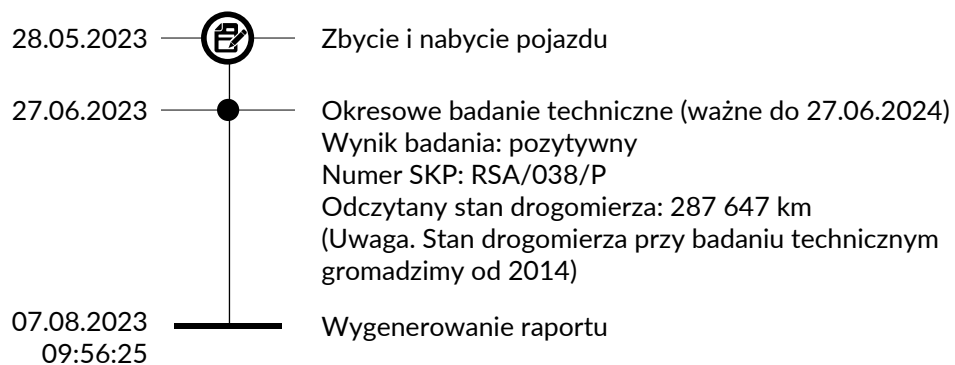 28.05.2023 Zbycie i nabycie pojazdu
27.06.2023 Okresowe badanie techniczne (ważne do 27.06.2024)
Wynik badania: pozytywny
Numer SKP: RSA/038/P
Odczytany stan drogomierza: 287 647 km
(Uwaga. Stan drogomierza przy badaniu technicznym
gromadzimy od 2014)
07.08.2023 Wygenerowanie raportu
09:56:25